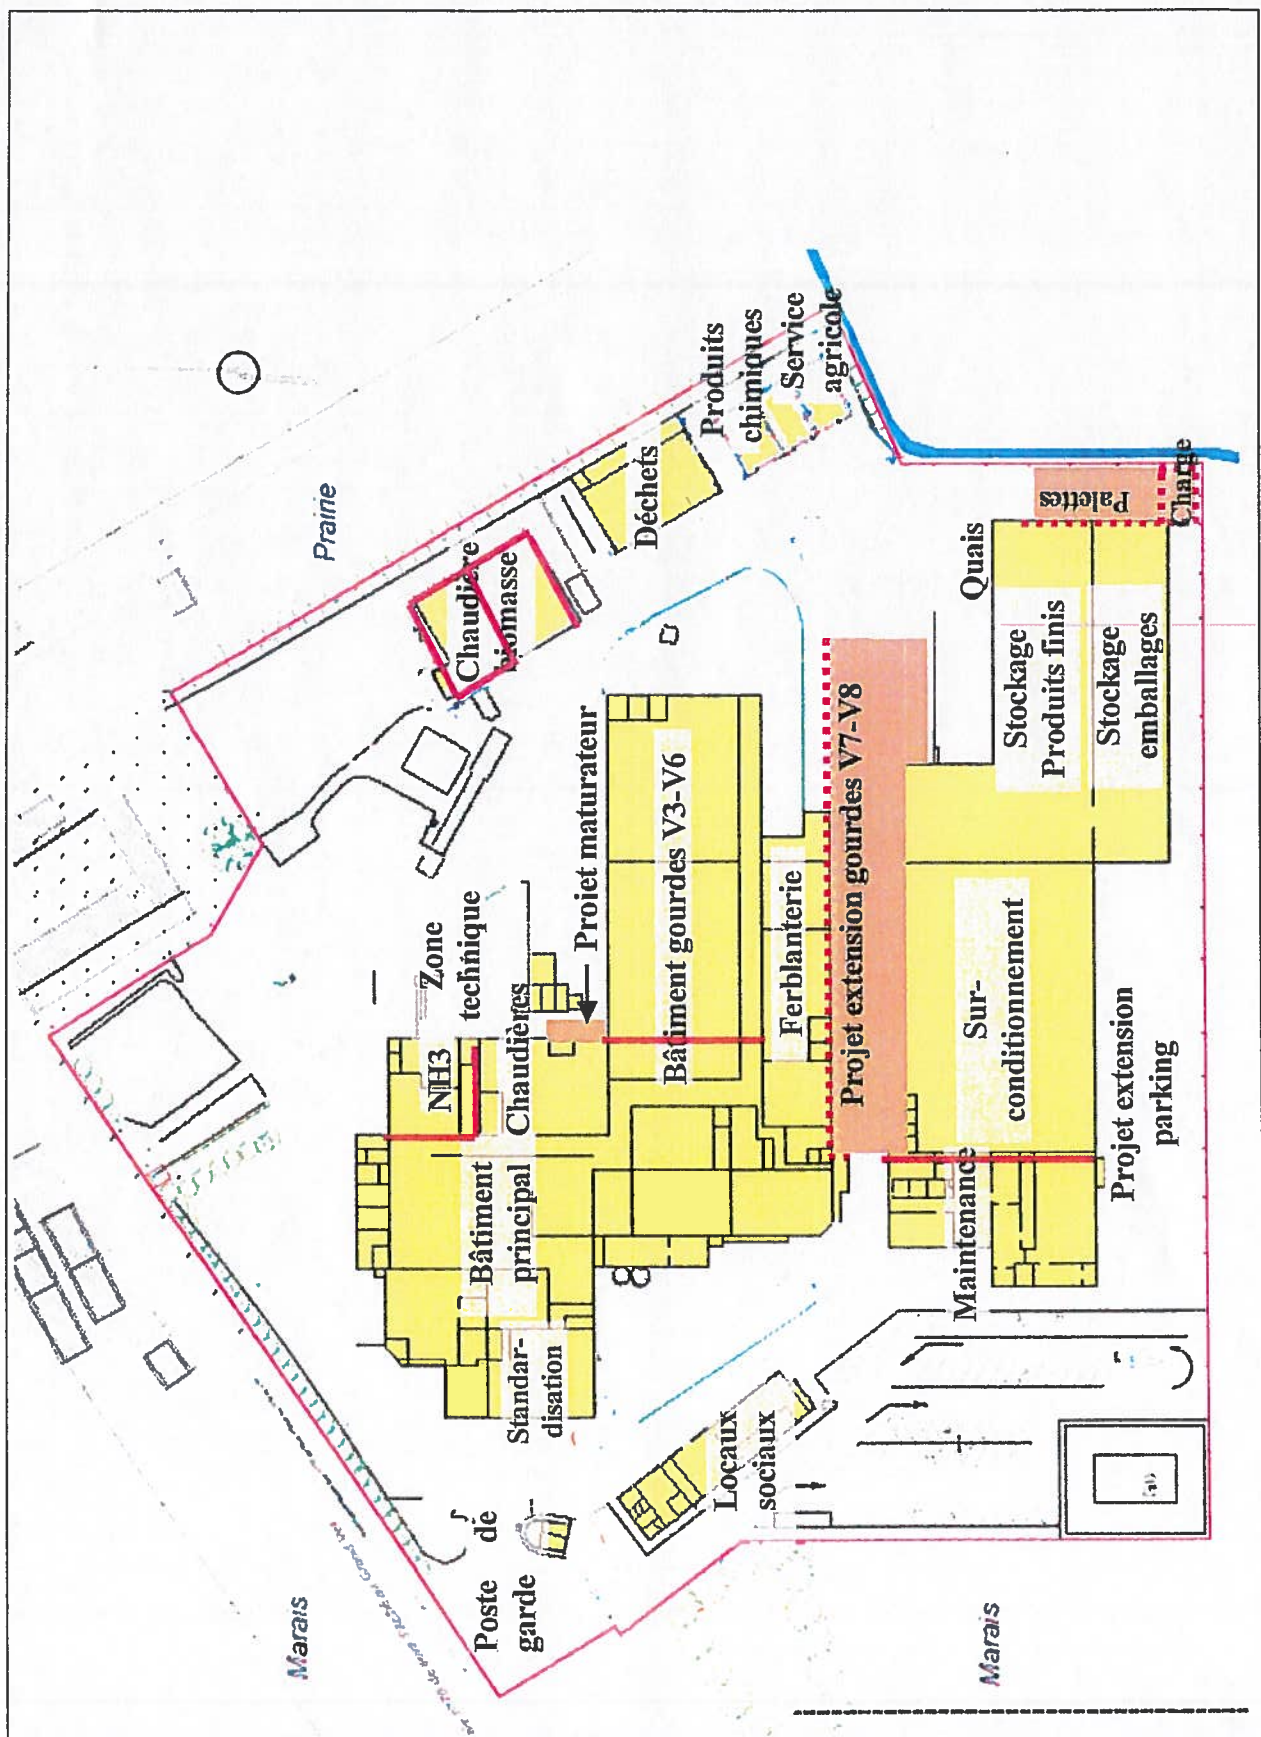 Prairie
Produits
chimiques
Service
agricole
Déchets
Chaudière
biomasse
Projet maturateur
Zone
technique
NH3
Chaudières
Bâtiment gourdes V3-V6
Ferblanterie
Projet extension gourdes V7-V8
Quais
Palettes
Charge
Stockage
Produits finis
Stockage
emballages
Sur-
conditionnement
Projet extension
parking
Maintenance
Bâtiment
principal
Standar-
disation
Locaux
sociaux
Poste de
garde
Marais
Marais